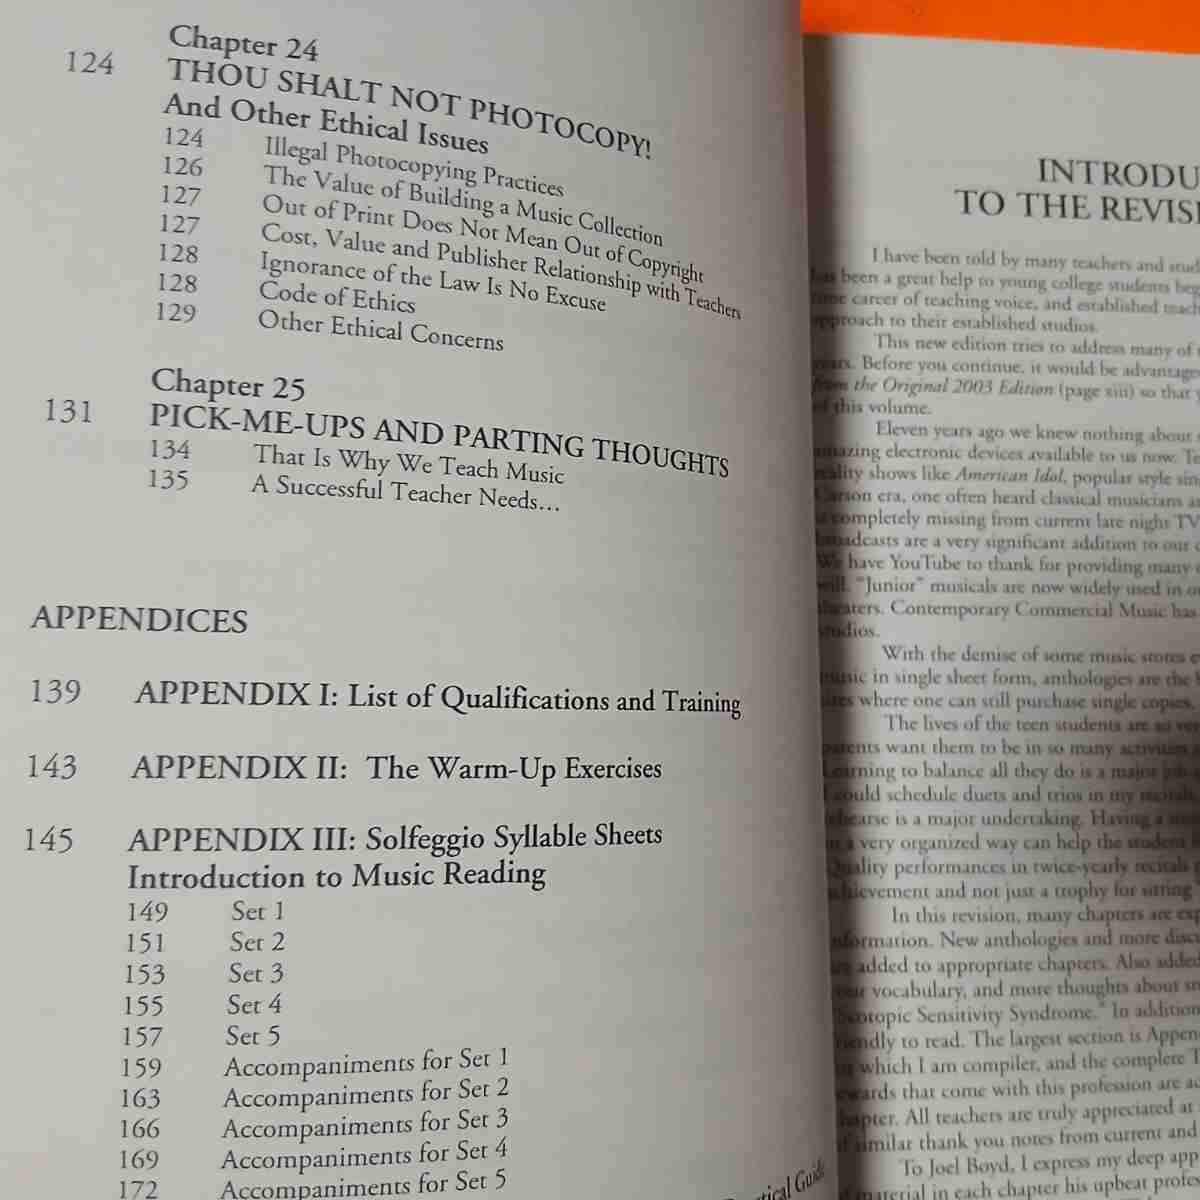 Chapter 24
124 THOU SHALT NOT PHOTOCOPY!
And Other Ethical Issues
124 Illegal Photocopying Practices
126 The Value of Building a Music Collection
127 Out of Print Does Not Mean Out of Copyright
127 Cost, Value and Publisher Relationship with Teachers
128 Ignorance of the Law Is No Excuse
128 Code of Ethics
129 Other Ethical Concerns
Chapter 25
131 PICK-ME-UPS AND PARTING THOUGHTS
134 That Is Why We Teach Music
135 A Successful Teacher Needs...
APPENDICES
139 APPENDIX I: List of Qualifications and Training
143 APPENDIX II: The Warm-Up Exercises
145 APPENDIX III: Solfeggio Syllable Sheets
Introduction to Music Reading
149 Set 1
151 Set 2
153 Set 3
155 Set 4
157 Set 5
159 Accompaniments for Set 1
163 Accompaniments for Set 2
166 Accompaniments for Set 3
169 Accompaniments for Set 4
172 Accompaniments for Set 5
Guide
INTRODU
TO THE REVIS
I have been told by many teachers and stud
has been a great help to young college students beg
time career of teaching voice, and established teach
approach to their established studios.
This new edition tries to address many of
years. Before you continue, it would be advantage
from the Original 2003 Edition (page xiii) so that
of this volume.
Eleven years ago we knew nothing about
amazing electronic devices available to us now. Te
reality shows like American Idol, popular style sin
Carson era, one often heard classical musicians a
completely missing from current late night TV
broadcasts are a very significant addition to our
We have YouTube to thank for providing many
will. "Junior" musicals are now widely used in o
theaters. Contemporary Commercial Music has
studios.
With the demise of some music stores
music in single sheet form, anthologies are the
where one can still purchase single copies.
The lives of the teen students are so
parents want them to be in so many
Learning to balance all they do is a major job
could schedule duets and trios in my recitals.
rehearse is a major undertaking. Having a
a very organized way can help the student
Quality performances in twice-yearly recitals
achievement and not just a trophy for sitting
In this revision, many chapters are exp
information. New anthologies and more discu
are added to appropriate chapters. Also added
our vocabulary, and more thoughts about
Scotopic Sensitivity Syndrome." In addition
friendly to read. The largest section is Appen
of which I am compiler, and the complete T
rewards that come with this profession are a
chapter. All teachers are truly appreciated at
of similar thank you notes from current and
To Joel Boyd, I express my deep app
material in each chapter his upbeat profes